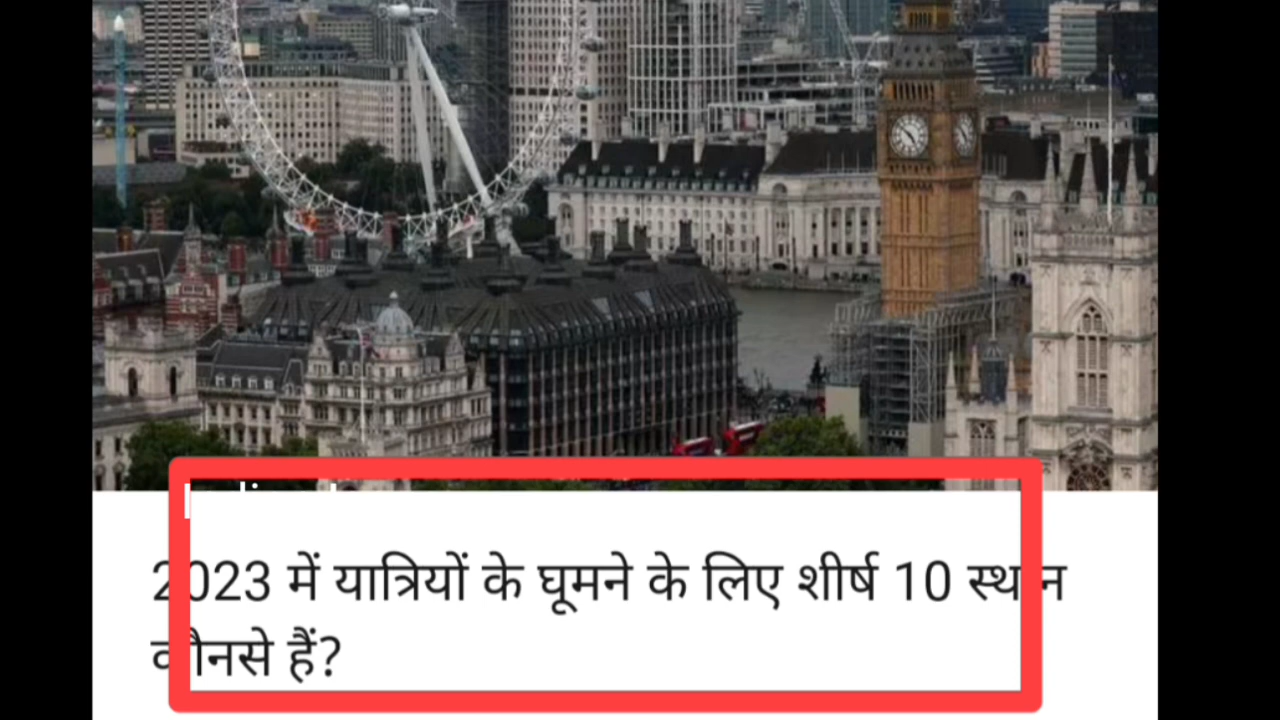 2023 में यात्रियों के घूमने के लिए शीर्ष 10 स्थान
कौनसे हैं?